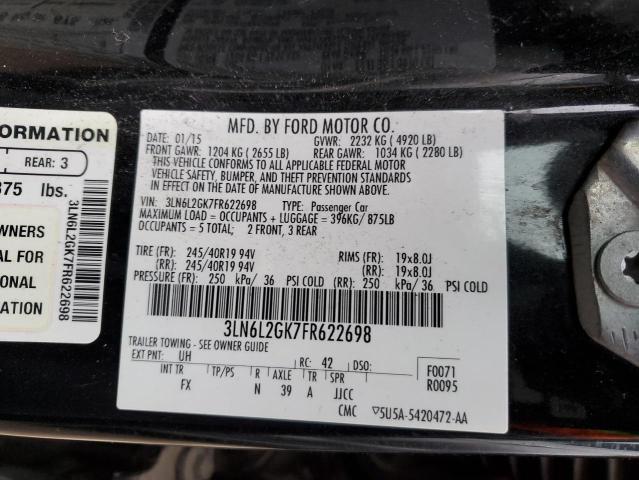 FORMATION
REAR: 3
875 lbs.
OWNERS
AL FOR
ONAL
3LN6L2GK7FR622698
MFD. BY FORD MOTOR CO.
DATE: 01/15 GVWR: 2232 KG ( 4920 LB)
FRONT GAWR: 1204 KG ( 2655 LB) REAR GAWR: 1034 KG ( 2280 LB)
THIS VEHICLE CONFORMS TO ALL APPLICABLE FEDERAL MOTOR
VEHICLE SAFETY, BUMPER, AND THEFT PREVENTION STANDARDS
IN EFFECT ON THE DATE OF MANUFACTURE SHOWN ABOVE.
VIN: 3LN6L2GK7FR622698 TYPE: Passenger Car
MAXIMUM LOAD = OCCUPANTS + LUGGAGE = 396KG/ 875LB
OCCUPANTS = 5 TOTAL; 2 FRONT, 3 REAR
TIRE (FR): 245/40R19 94V RIMS (FR): 19x8.0J
(RR): 245/40R19 94V (RR): 19x8.0J
PRESSURE (FR): 250 kPa/ 36 PSI COLD (RR): 250 kPa/ 36 PSI COLD
3LN6L2GK7FR622698
TRAILER TOWING - SEE OWNER GUIDE
EXT PNT: UH RC: 42 DSO: F0071
INT TR TP/PS R AXLE TR SPR R0095
FX N 39 A JJCC
CMC 5U5A-5420472-AA